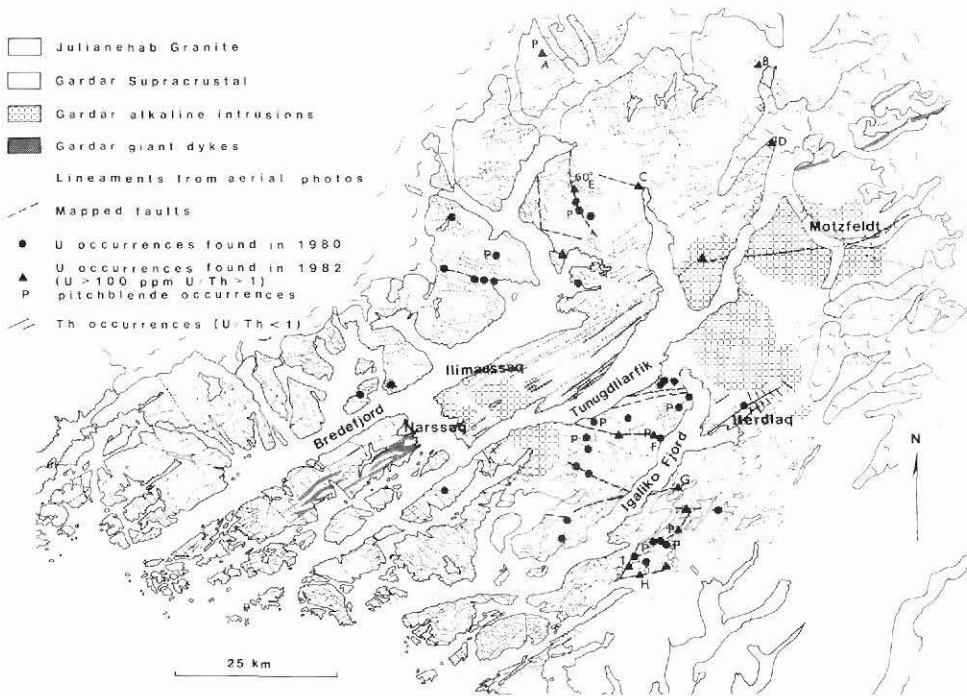 Julianehab Granite
Gardar Supracrustal
Gardar alkaline intrusions
Gardar giant dykes
Lineaments from aerial photos
Mapped faults
U occurrences found in 1980
U occurrences found in 1982
(U >100 ppm U/Th > 1)
P pitchblende occurrences
Th occurrences (U/Th < 1)
P
A
B
D
C
60°
E
P
P
Motzfeldt
Ilimaussaq
Tunugdliarfik
Bredefjord
Narssaq
Iterdlaq
P
P
P
P
F
Igaliko Fjord
G
N
P
P
P
I
J
H
25 km